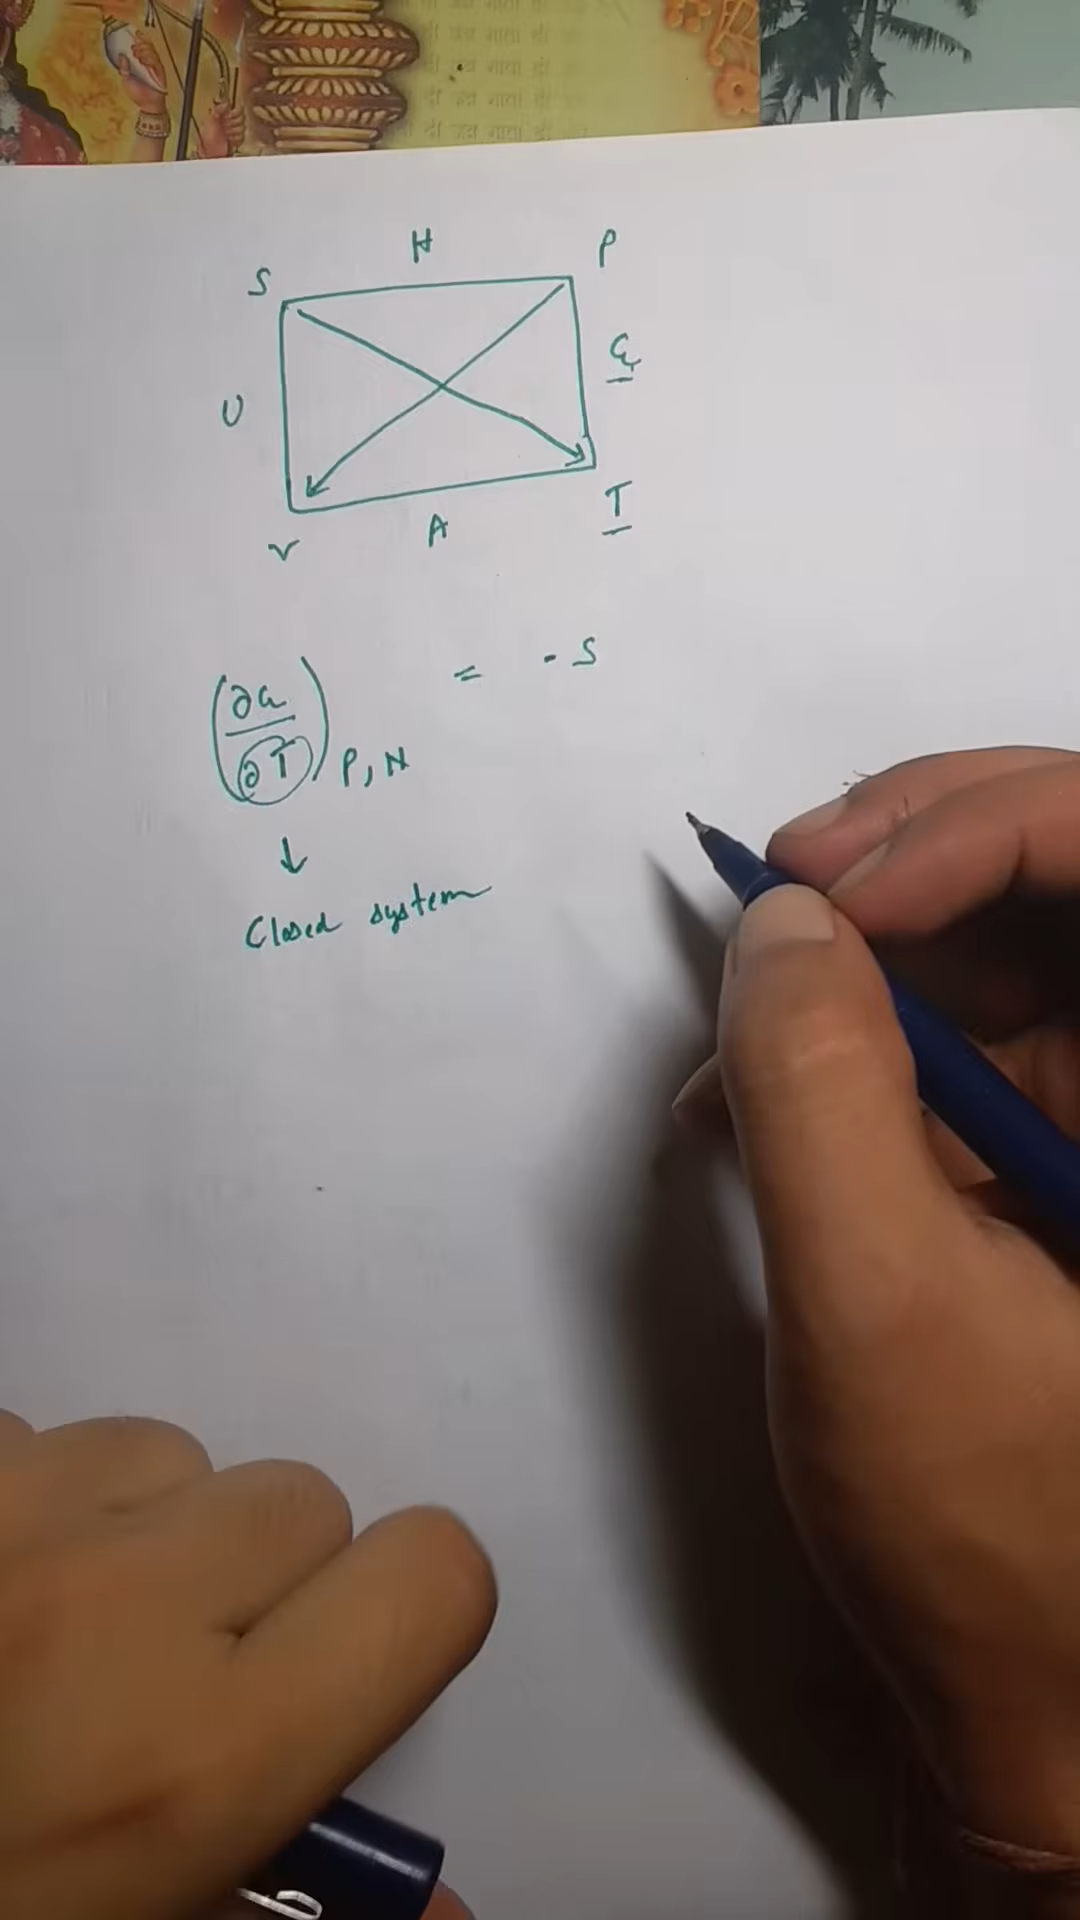 H
S P
G
U
T
A
V
(∂G/∂T)P,N = - S
↓
Closed system